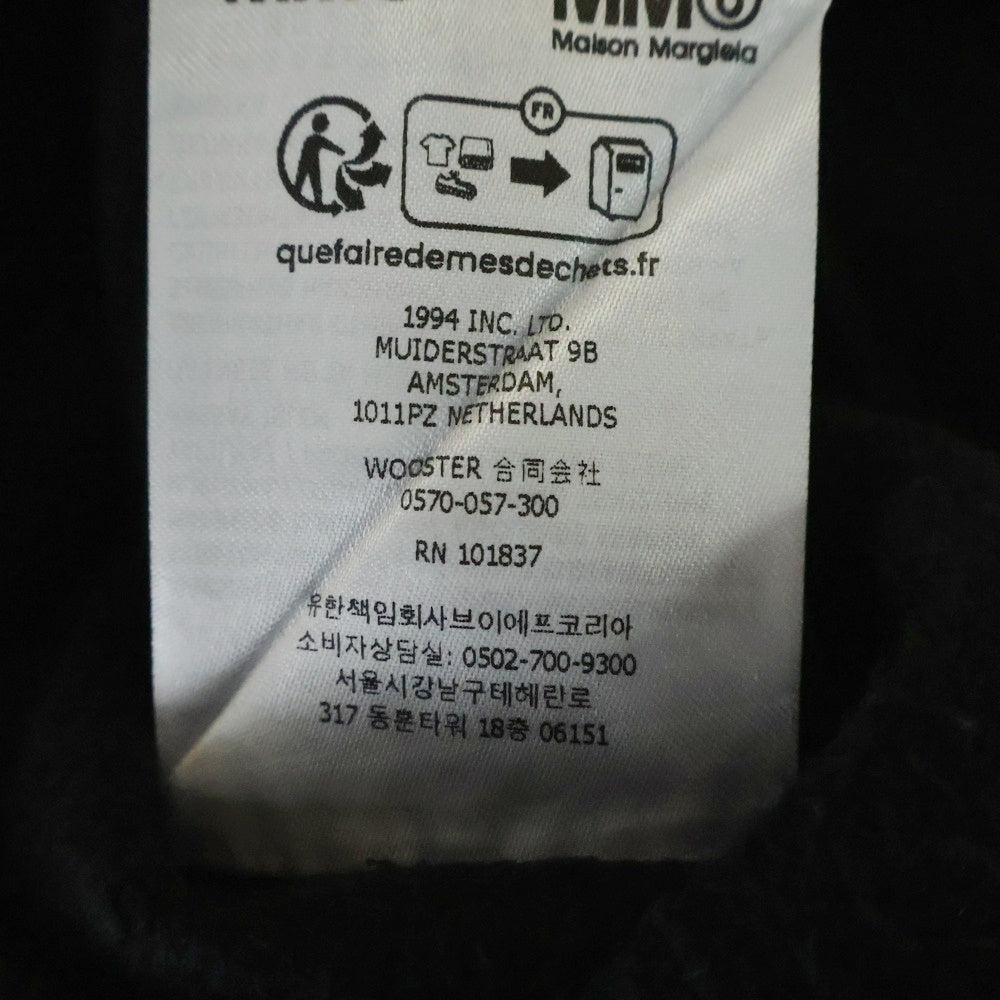 MM⑥
Maison Margiela
FR
quefairedemesdechets.fr
1994 INC. LTD.
MUIDERSTRAAT 9B
AMSTERDAM,
1011PZ NETHERLANDS
WOOSTER 合同会社
0570-057-300
RN 101837
유한책임회사브이에프코리아
소비자상담실: 0502-700-9300
서울시강남구테헤란로
317 동훈타워 18층 06151